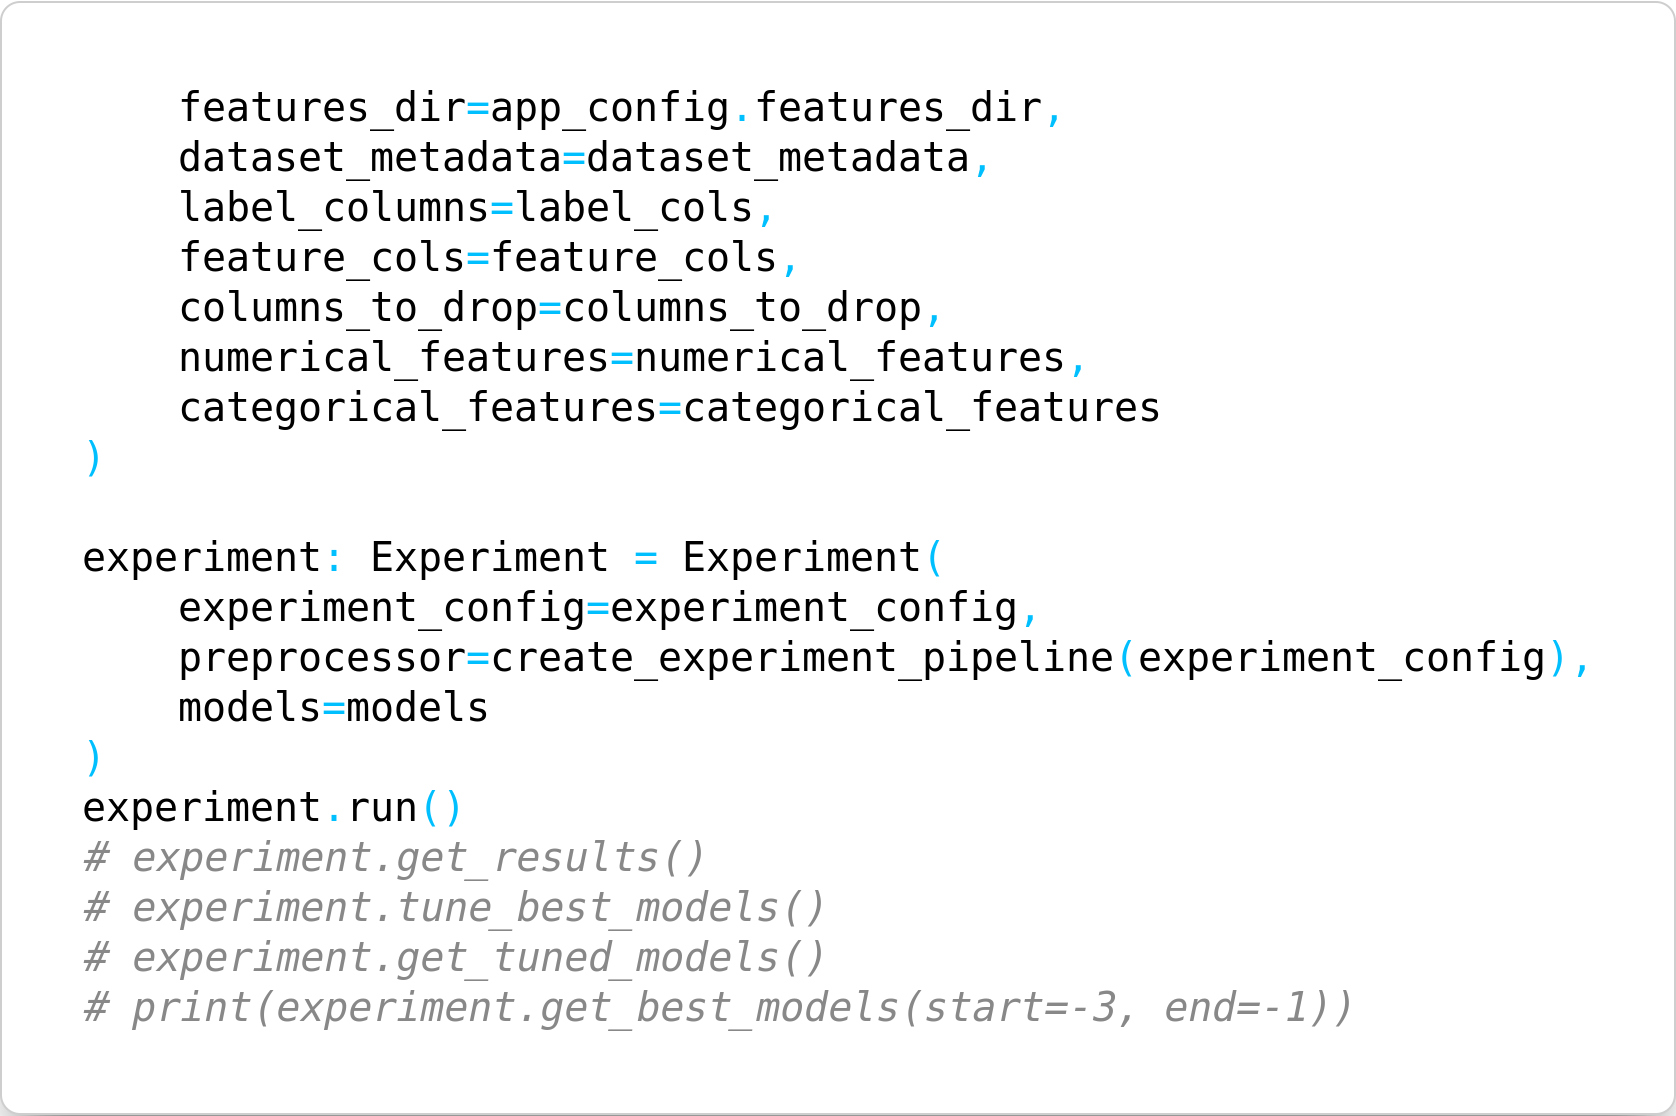 features_dir=app_config.features_dir,
    dataset_metadata=dataset_metadata,
    label_columns=label_cols,
    feature_cols=feature_cols,
    columns_to_drop=columns_to_drop,
    numerical_features=numerical_features,
    categorical_features=categorical_features
)

experiment: Experiment = Experiment(
    experiment_config=experiment_config,
    preprocessor=create_experiment_pipeline(experiment_config),
    models=models
)
experiment.run()
# experiment.get_results()
# experiment.tune_best_models()
# experiment.get_tuned_models()
# print(experiment.get_best_models(start=-3, end=-1))